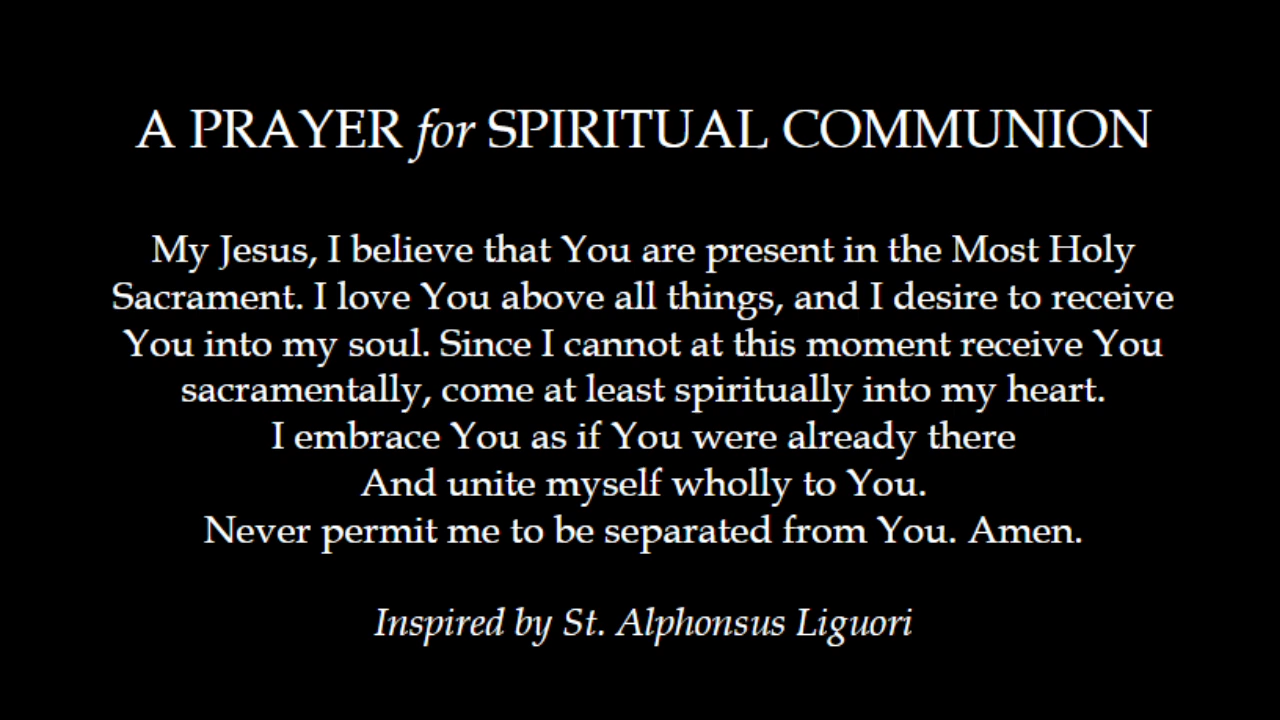 A PRAYER for SPIRITUAL COMMUNION
My Jesus, I believe that You are present in the Most Holy
Sacrament. I love You above all things, and I desire to receive
You into my soul. Since I cannot at this moment receive You
sacramentally, come at least spiritually into my heart.
I embrace You as if You were already there
And unite myself wholly to You.
Never permit me to be separated from You. Amen.
Inspired by St. Alphonsus Liguori